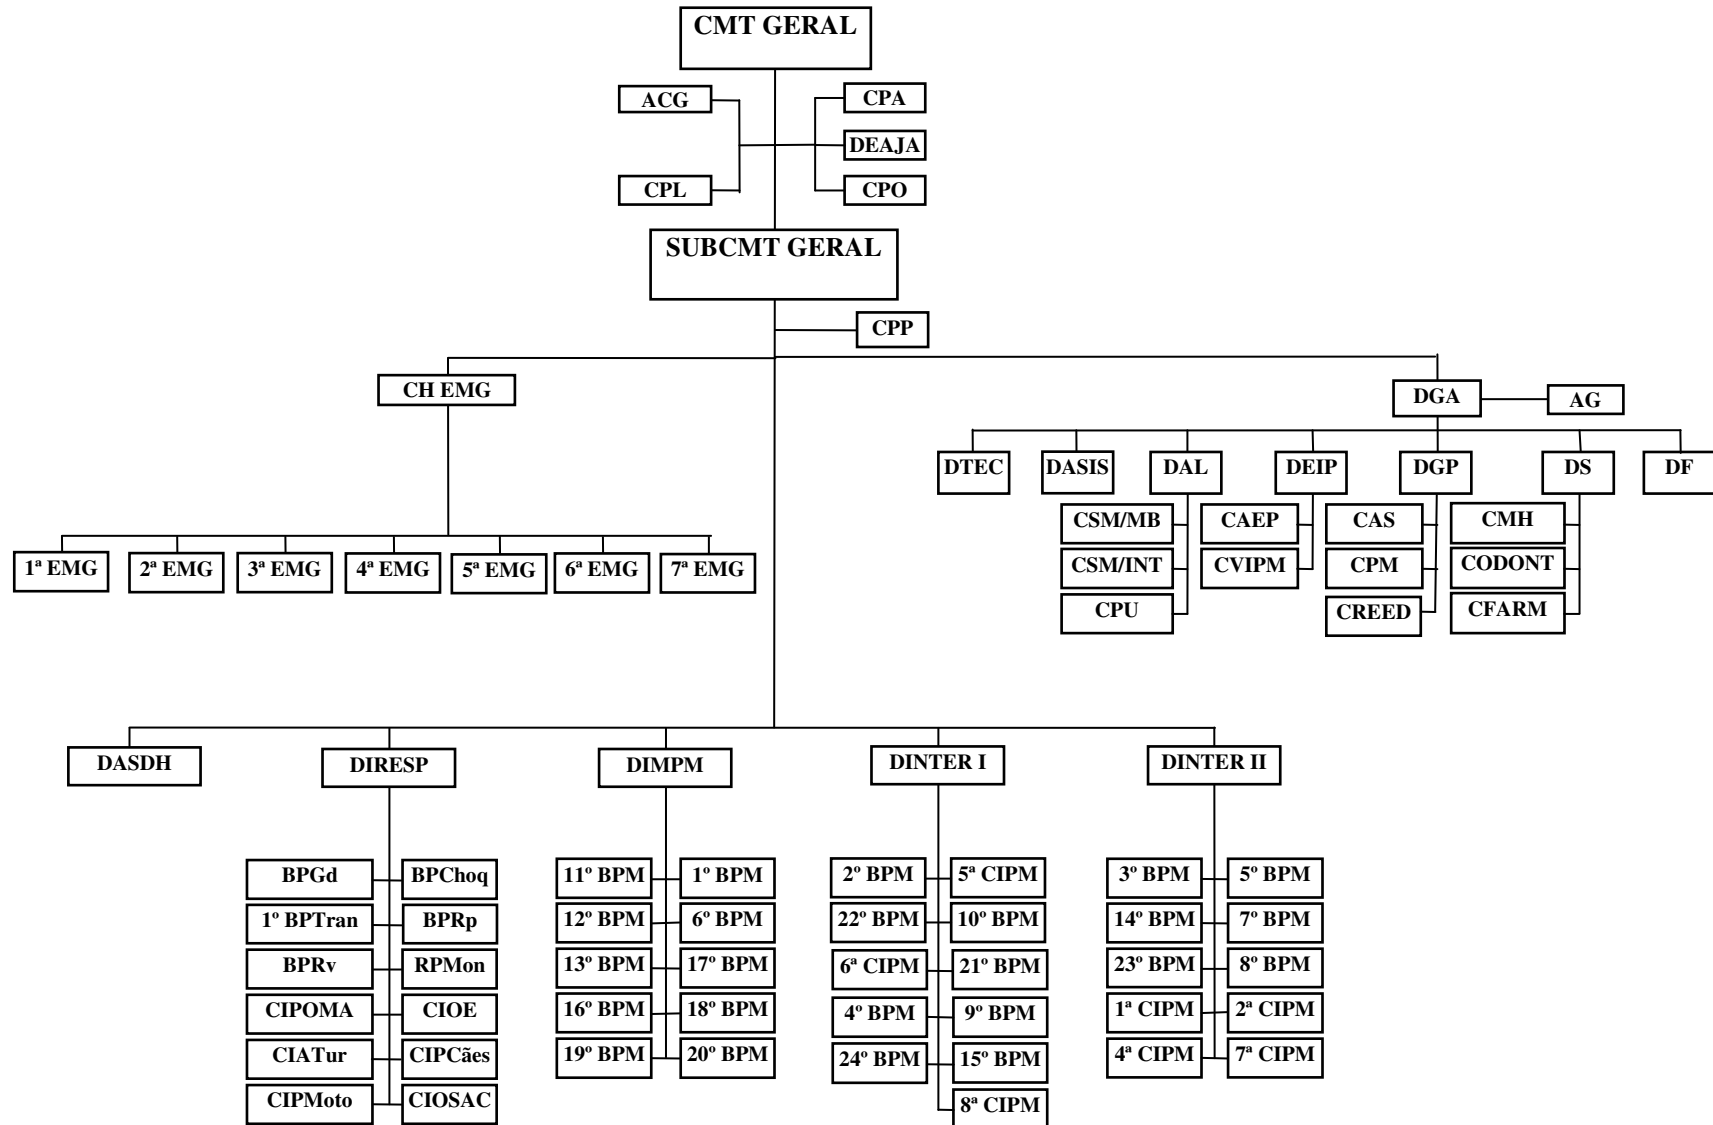 CMT GERAL
ACG
CPA
DEAJA
CPL
CPO
SUBCMT GERAL
CPP
CH EMG
DGA
AG
DTEC
DASIS
DAL
DEIP
DGP
DS
DF
CSM/MB
CAEP
CAS
CMH
CSM/INT
CVIPM
CPM
CODONT
CPU
CREED
CFARM
1ª EMG
2ª EMG
3ª EMG
4ª EMG
5ª EMG
6ª EMG
7ª EMG
DASDH
DIRESP
DIMPM
DINTER I
DINTER II
BPGd
BPChoq
1º BPTran
BPRp
BPRv
RPMon
CIPOMA
CIOE
CIATur
CIPCães
CIPMoto
CIOSAC
11º BPM
1º BPM
12º BPM
6º BPM
13º BPM
17º BPM
16º BPM
18º BPM
19º BPM
20º BPM
2º BPM
5ª CIPM
22º BPM
10º BPM
6ª CIPM
21º BPM
4º BPM
9º BPM
24º BPM
15º BPM
8ª CIPM
3º BPM
5º BPM
14º BPM
7º BPM
23º BPM
8º BPM
1ª CIPM
2ª CIPM
4ª CIPM
7ª CIPM